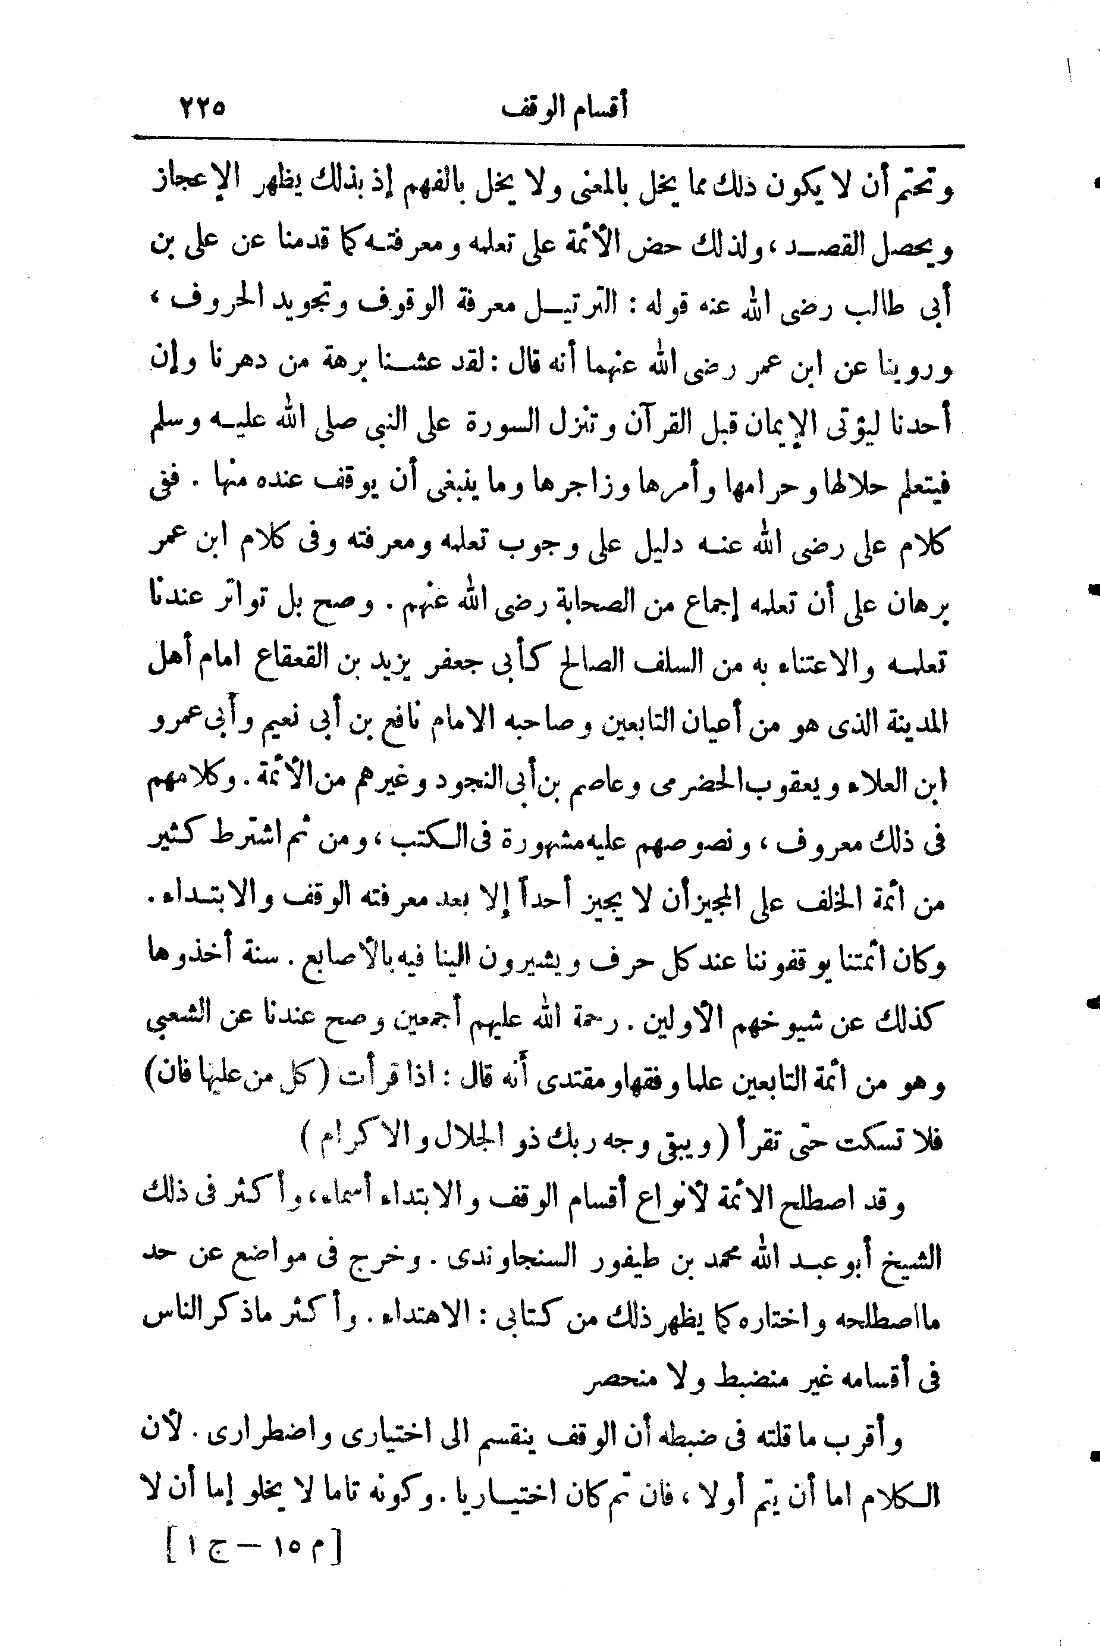 أقسام الوقف ٢٢٥
وتحتم أن لا يكون ذلك مما يخل بالمعنى ولا يخل بالفهم إذ بذلك يظهر الإعجاز
ويحصل القصد، ولذلك حض الأئمة على تعلمه ومعرفته كما قدمنا عن على بن
أبى طالب رضى الله عنه قوله : الترتيل معرفة الوقوف وتجويد الحروف ،
وروينا عن ابن عمر رضى الله عنهما أنه قال : لقد عشنا برهة من دهرنا وإن
أحدنا ليؤتى الإيمان قبل القرآن وتنزل السورة على النبي صلى الله عليه وسلم
فيتعلم حلالها وحرامها وأمرها وزاجرها وما ينبغى أن يوقف عنده منها . ففى
كلام على رضى الله عنه دليل على وجوب تعلمه ومعرفته وفى كلام ابن عمر
برهان على أن تعلمه إجماع من الصحابة رضى الله عنهم . وصح بل تواتر عندنا
تعلمه والاعتناء به من السلف الصالح كأبى جعفر يزيد بن القعقاع امام أهل
المدينة الذى هو من أعيان التابعين وصاحبه الامام نافع بن أبى نعيم وأبى عمرو
ابن العلاء ويعقوب الحضرمى وعاصم بن أبى النجود وغيرهم من الأئمة . وكلامهم
فى ذلك معروف ، ونصوصهم عليه مشهورة فى الكتب ، ومن ثم اشترط كثير
من ائمة الخلف على المجيز أن لا يجيز أحداً إلا بعد معرفته الوقف والابتداء .
وكان ائمتنا يوقفوننا عند كل حرف ويشيرون الينا فيه بالأصابع . سنة أخذوها
كذلك عن شيوخهم الأولين . رحمة الله عليهم أجمعين وصح عندنا عن الشعبي
وهو من ائمة التابعين علما وفقها ومقتدى أنه قال : اذا قرأت (كل من عليها فان)
فلا تسكت حتى تقرأ ( ويبقى وجه ربك ذو الجلال والاكرام )
وقد اصطلح الائمة لأنواع أقسام الوقف والابتداء أسماء، وأكثر فى ذلك
الشيخ أبو عبد الله محمد بن طيفور السنجاوندى . وخرج فى مواضع عن حد
ما اصطلحه واختاره كما يظهر ذلك من كتابى : الاهتداء . وأكثر ما ذكر الناس
فى أقسامه غير منضبط ولا منحصر
وأقرب ما قلته فى ضبطه أن الوقف ينقسم الى اختيارى واضطرارى . لأن
الكلام اما أن يتم أولا ، فان تم كان اختياريا . وكونه تاما لا يخلو إما أن لا
[ م ١٥ – ج ١ ]